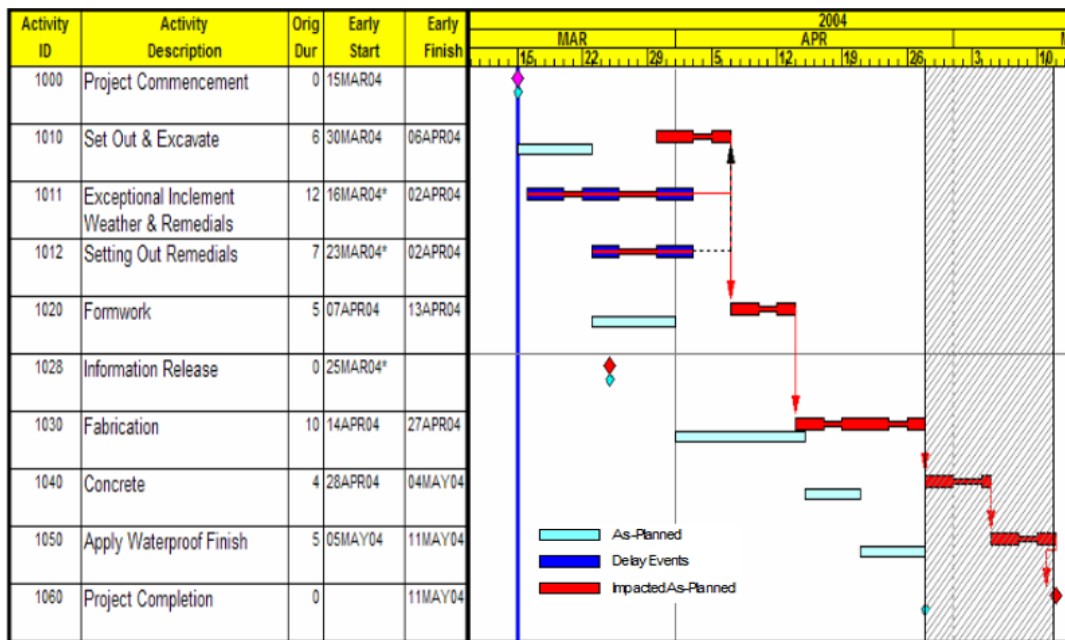 Activity ID Activity Description Orig Dur Early Start Early Finish
2004
MAR APR M
15 22 29 5 12 19 26 3 10
1000 Project Commencement 0 15MAR04
1010 Set Out & Excavate 6 30MAR04 06APR04
1011 Exceptional Inclement Weather & Remedials 12 16MAR04* 02APR04
1012 Setting Out Remedials 7 23MAR04* 02APR04
1020 Formwork 5 07APR04 13APR04
1028 Information Release 0 25MAR04*
1030 Fabrication 10 14APR04 27APR04
1040 Concrete 4 28APR04 04MAY04
1050 Apply Waterproof Finish 5 05MAY04 11MAY04
1060 Project Completion 0 11MAY04
As-Planned
Delay Events
Impacted As-Planned